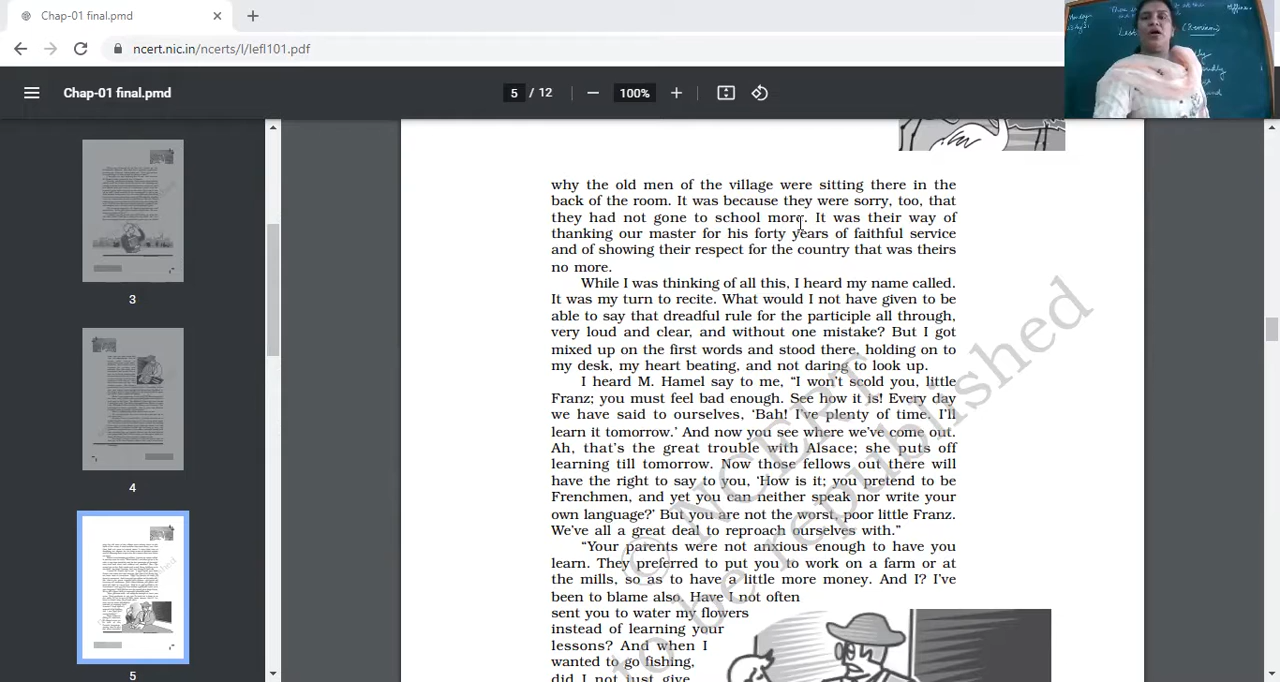 Chap-01 final.pmd
ncert.nic.in/ncerts/l/lefl101.pdf
Chap-01 final.pmd
5 / 12
100%
3
4
5
why the old men of the village were sitting there in the
back of the room. It was because they were sorry, too, that
they had not gone to school more. It was their way of
thanking our master for his forty years of faithful service
and of showing their respect for the country that was theirs
no more.
While I was thinking of all this, I heard my name called.
It was my turn to recite. What would I not have given to be
able to say that dreadful rule for the participle all through,
very loud and clear, and without one mistake? But I got
mixed up on the first words and stood there, holding on to
my desk, my heart beating, and not daring to look up.
I heard M. Hamel say to me, “I won't scold you, little
Franz; you must feel bad enough. See how it is! Every day
we have said to ourselves, ‘Bah! I've plenty of time. I'll
learn it tomorrow.’ And now you see where we've come out.
Ah, that's the great trouble with Alsace; she puts off
learning till tomorrow. Now those fellows out there will
have the right to say to you, ‘How is it; you pretend to be
Frenchmen, and yet you can neither speak nor write your
own language?’ But you are not the worst, poor little Franz.
We've all a great deal to reproach ourselves with.”
“Your parents were not anxious enough to have you
learn. They preferred to put you to work on a farm or at
the mills, so as to have a little more money. And I? I've
been to blame also. Have I not often
sent you to water my flowers
instead of learning your
lessons? And when I
wanted to go fishing,
did I not just give
© NCERT
to be republished